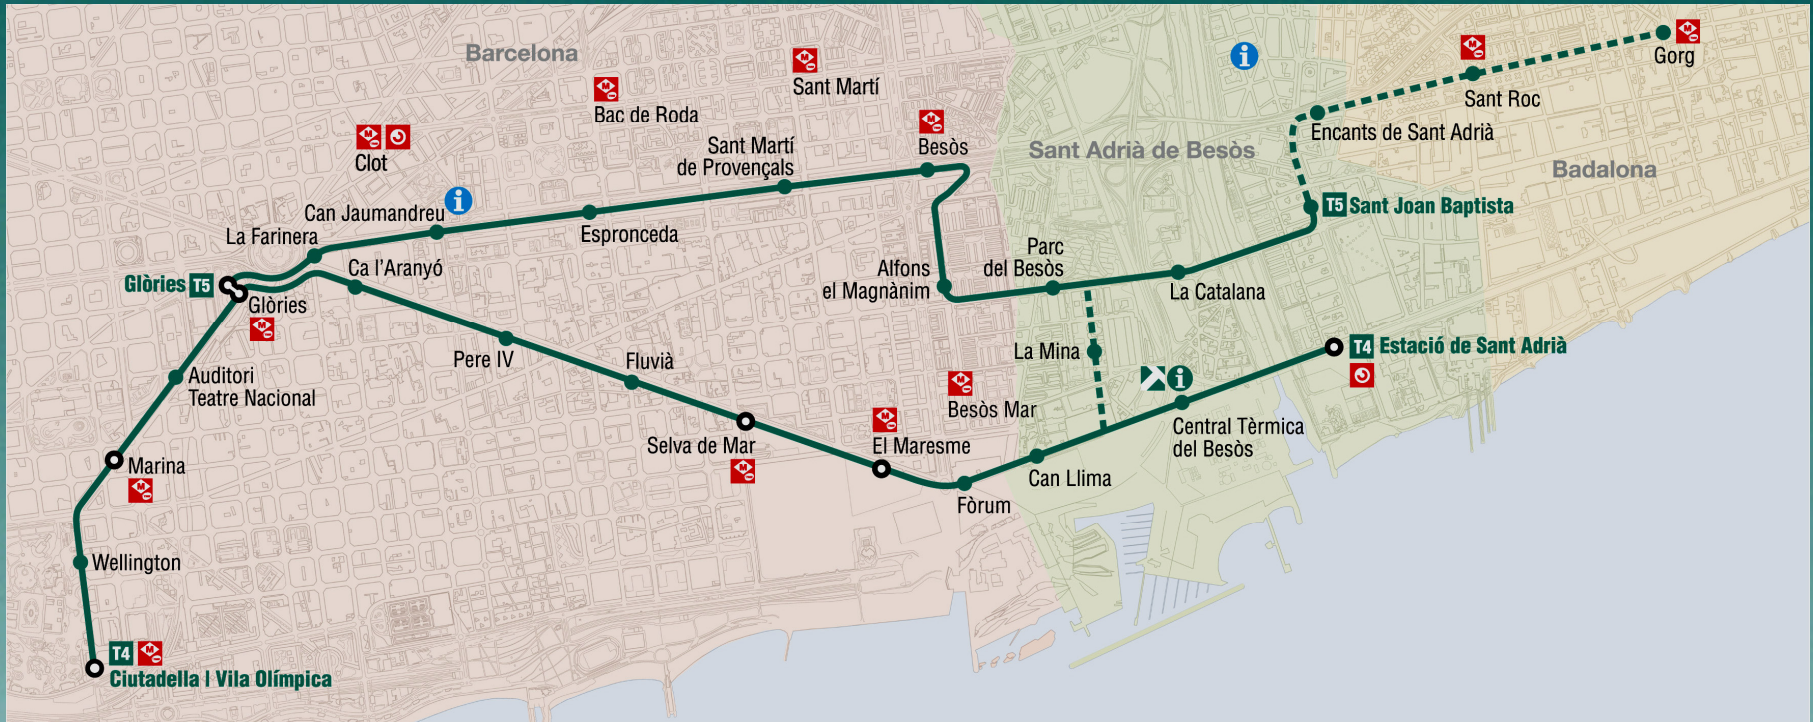 Barcelona
Sant Martí
Bac de Roda
Gorg
Sant Roc
Encants de Sant Adrià
Clot
Sant Martí
de Provençals
Besòs
Sant Adrià de Besòs
Badalona
T5 Sant Joan Baptista
Can Jaumandreu
La Farinera
Espronceda
Ca l'Aranyó
Glòries T5
Glòries
Alfons
el Magnànim
Parc
del Besòs
La Catalana
La Mina
T4 Estació de Sant Adrià
Pere IV
Fluvià
Auditori
Teatre Nacional
Besòs Mar
Selva de Mar
El Maresme
Central Tèrmica
del Besòs
Can Llima
Fòrum
Marina
Wellington
T4
Ciutadella I Vila Olímpica